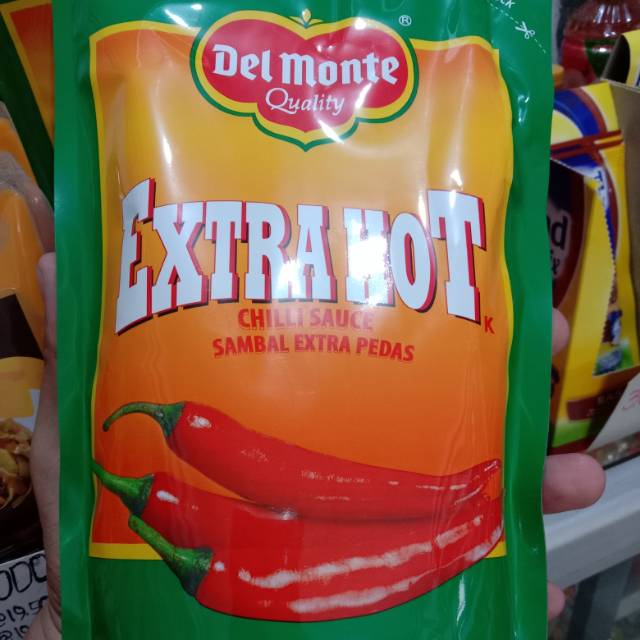 ®
Del Monte
Quality
EXTRA HOT
K
CHILLI SAUCE
SAMBAL EXTRA PEDAS